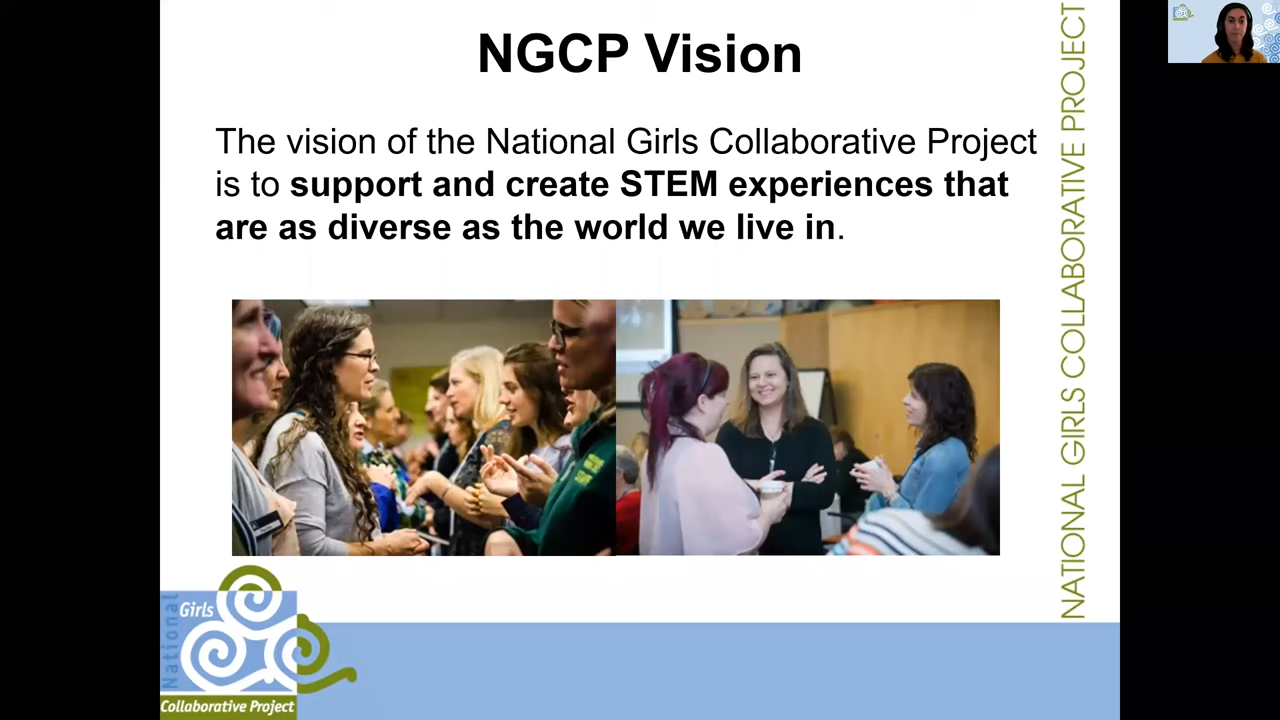 NGCP Vision
The vision of the National Girls Collaborative Project
is to support and create STEM experiences that
are as diverse as the world we live in.
NATIONAL GIRLS COLLABORATIVE PROJECT
National
Girls
Collaborative Project